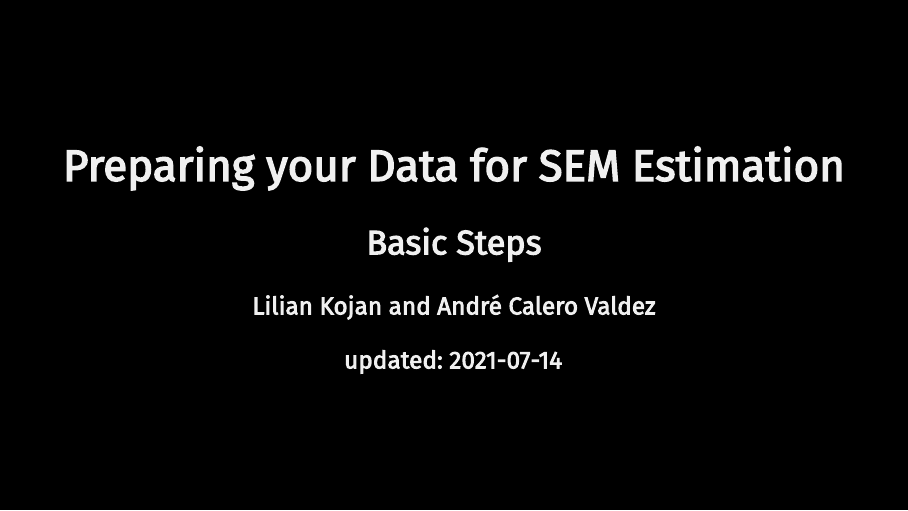 Preparing your Data for SEM Estimation
Basic Steps
Lilian Kojan and André Calero Valdez
updated: 2021-07-14